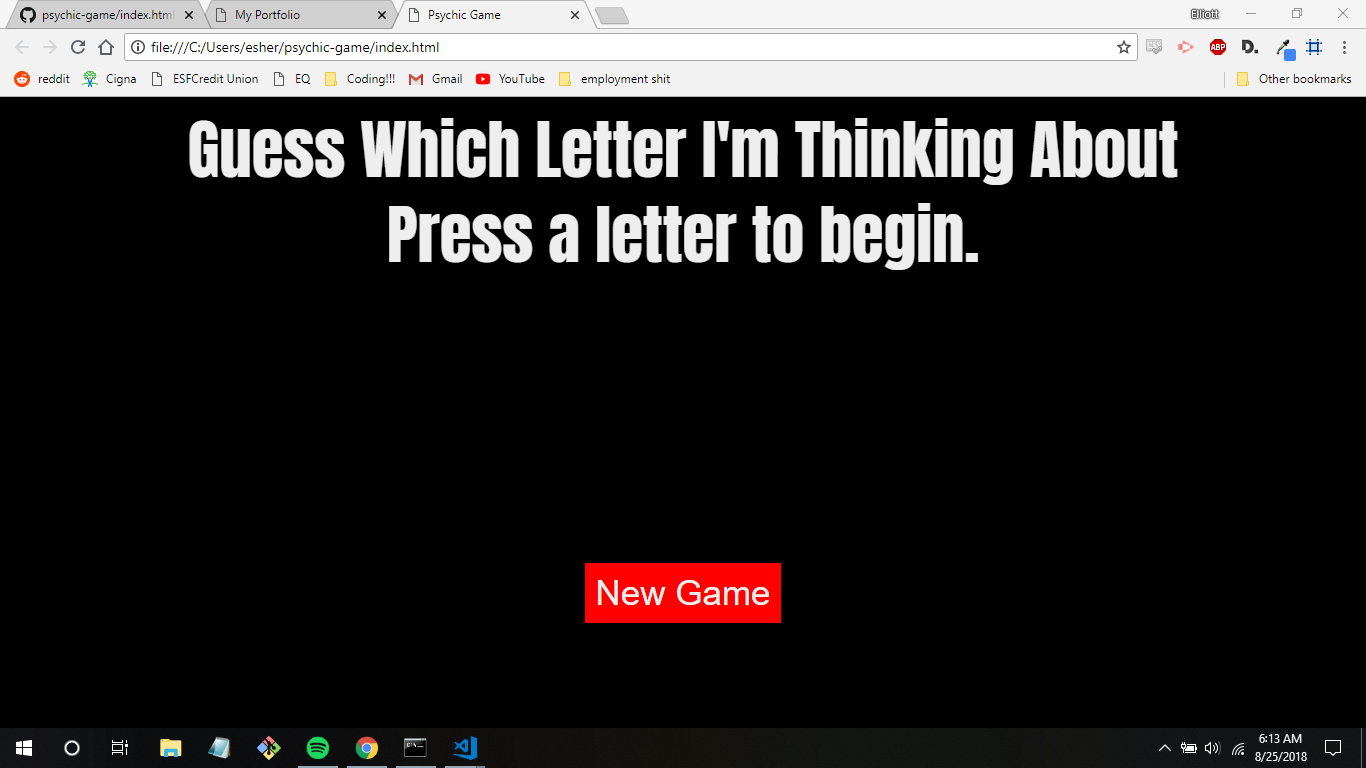 psychic-game/index.html
My Portfolio
Psychic Game
Elliott
file:///C:/Users/esher/psychic-game/index.html
CSF
ABP
D.
reddit
Cigna
ESFCredit Union
EQ
Coding!!!
Gmail
YouTube
employment shit
Other bookmarks
Guess Which Letter I'm Thinking About
Press a letter to begin.
New Game
6:13 AM
8/25/2018